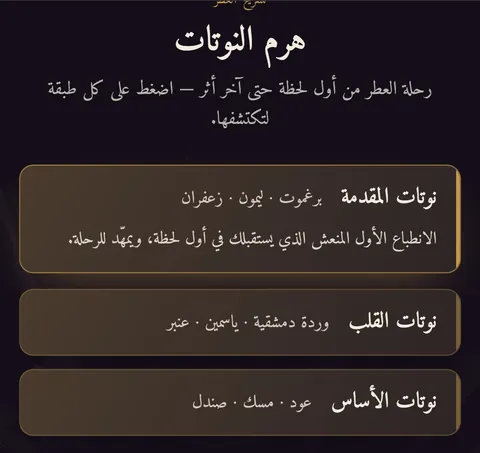 تشريح العطر
هرم النوتات
رحلة العطر من أول لحظة حتى آخر أثر — اضغط على كل طبقة
لتكتشفها.
نوتات المقدمة برغموت · ليمون · زعفران
الانطباع الأول المنعش الذي يستقبلك في أول لحظة، ويمهّد للرحلة.
نوتات القلب وردة دمشقية · ياسمين · عنبر
نوتات الأساس عود · مسك · صندل